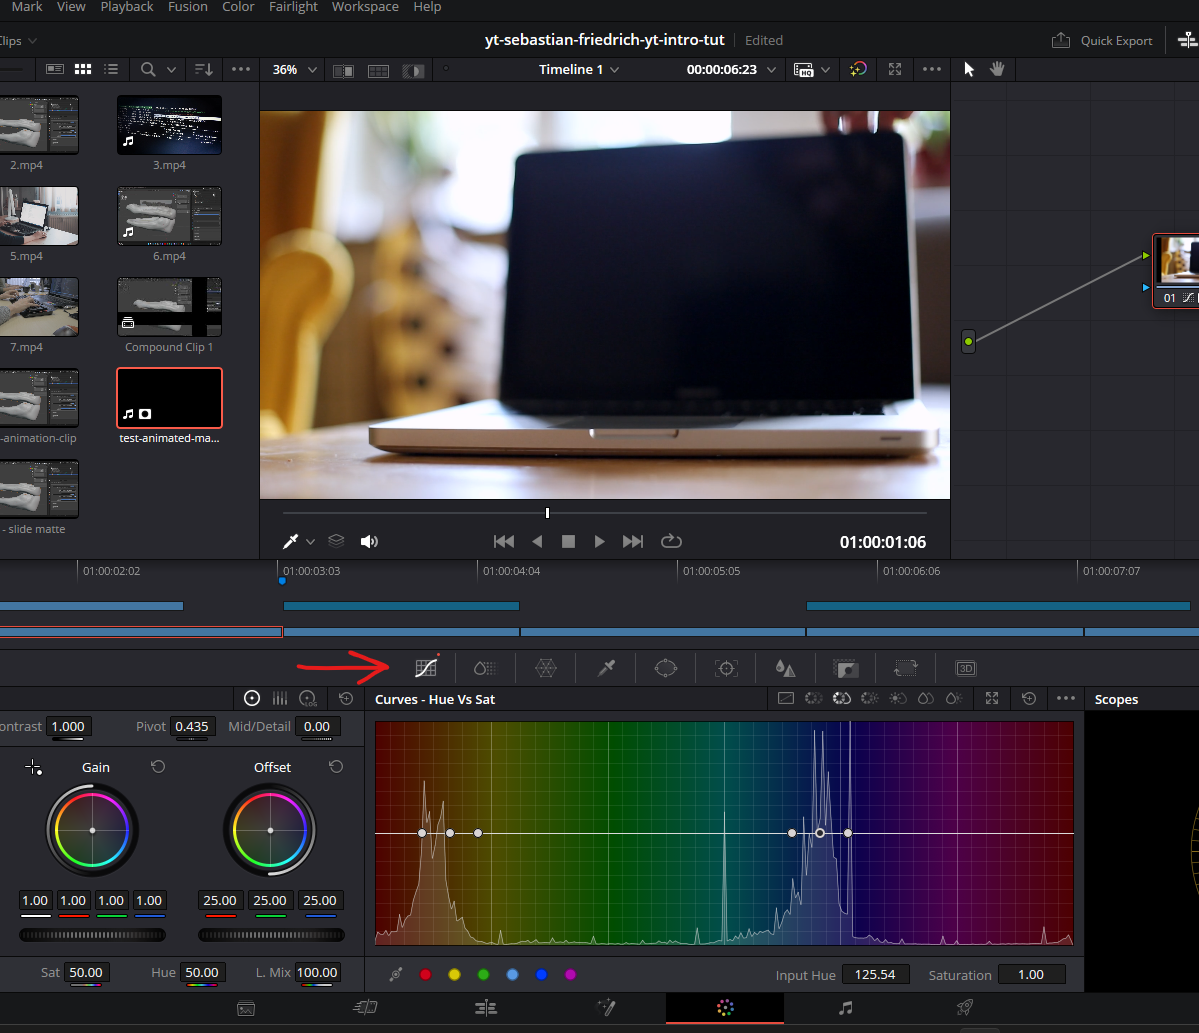 Mark View Playback Fusion Color Fairlight Workspace Help
Clips
yt-sebastian-friedrich-yt-intro-tut Edited
Quick Export
36%
Timeline 1
00:00:06:23
HQ
2.mp4
3.mp4
5.mp4
6.mp4
7.mp4
Compound Clip 1
-animation-clip
test-animated-ma...
- slide matte
01
01:00:01:06
01:00:02:02
01:00:03:03
01:00:04:04
01:00:05:05
01:00:06:06
01:00:07:07
3D
LOG
Curves - Hue Vs Sat
Scopes
ontrast 1.000
Pivot 0.435
Mid/Detail 0.00
Gain
Offset
1.00 1.00 1.00 1.00
25.00 25.00 25.00
Sat 50.00
Hue 50.00
L. Mix 100.00
Input Hue 125.54
Saturation 1.00